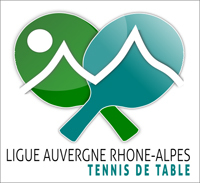 LIGUE AUVERGNE RHONE-ALPES
TENNIS DE TABLE